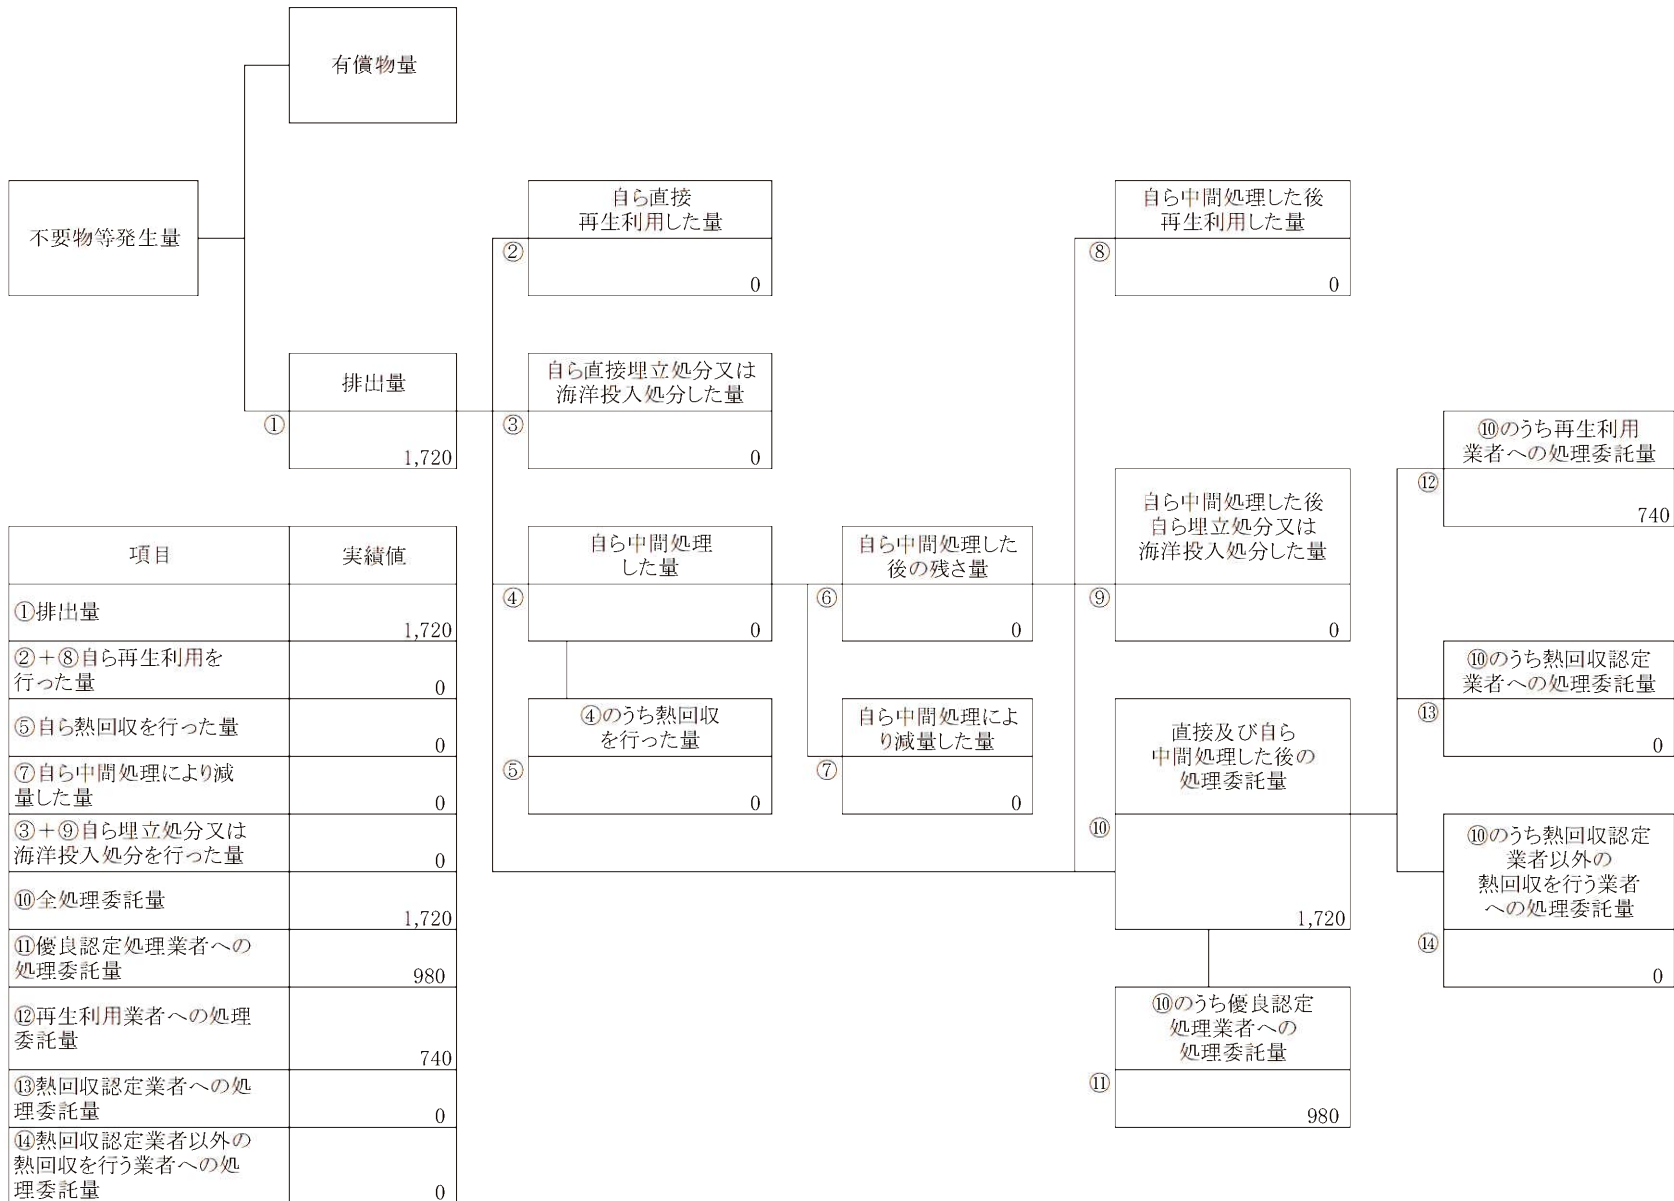 有償物量
不要物等発生量
自ら直接
再生利用した量
②
0
自ら中間処理した後
再生利用した量
⑧
0
排出量
①
1,720
自ら直接埋立処分又は
海洋投入処分した量
③
0
⑩のうち再生利用
業者への処理委託量
⑫
740
自ら中間処理
した量
④
0
自ら中間処理した
後の残さ量
⑥
0
自ら中間処理した後
自ら埋立処分又は
海洋投入処分した量
⑨
0
⑩のうち熱回収認定
業者への処理委託量
⑬
0
④のうち熱回収
を行った量
⑤
0
自ら中間処理によ
り減量した量
⑦
0
直接及び自ら
中間処理した後の
処理委託量
⑩
1,720
⑩のうち熱回収認定
業者以外の
熱回収を行う業者
への処理委託量
⑭
0
⑩のうち優良認定
処理業者への
処理委託量
⑪
980
項目 実績値
①排出量
1,720
②+⑧自ら再生利用を
行った量
0
⑤自ら熱回収を行った量
0
⑦自ら中間処理により減
量した量
0
③+⑨自ら埋立処分又は
海洋投入処分を行った量
0
⑩全処理委託量
1,720
⑪優良認定処理業者への
処理委託量
980
⑫再生利用業者への処理
委託量
740
⑬熱回収認定業者への処
理委託量
0
⑭熱回収認定業者以外の
熱回収を行う業者への処
理委託量
0